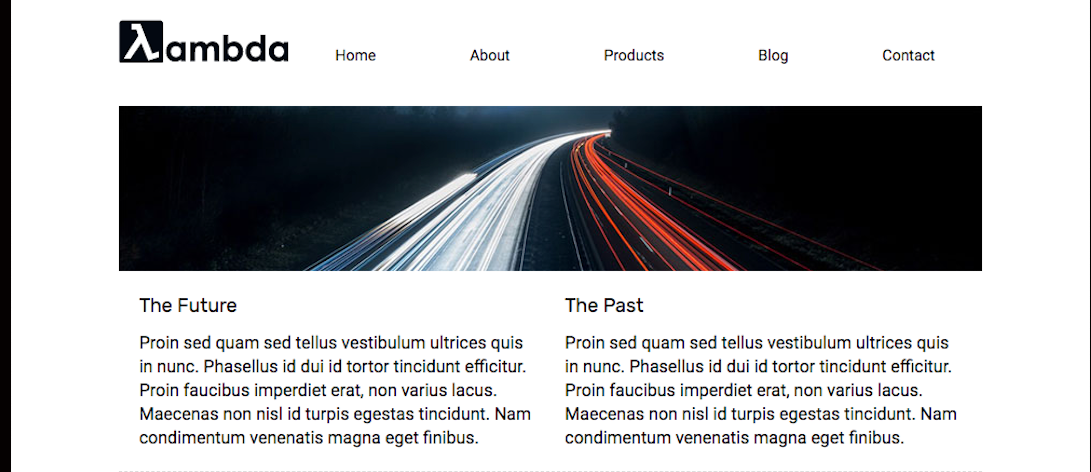 λambda
Home About Products Blog Contact
The Future
Proin sed quam sed tellus vestibulum ultrices quis
in nunc. Phasellus id dui id tortor tincidunt efficitur.
Proin faucibus imperdiet erat, non varius lacus.
Maecenas non nisl id turpis egestas tincidunt. Nam
condimentum venenatis magna eget finibus.
The Past
Proin sed quam sed tellus vestibulum ultrices quis
in nunc. Phasellus id dui id tortor tincidunt efficitur.
Proin faucibus imperdiet erat, non varius lacus.
Maecenas non nisl id turpis egestas tincidunt. Nam
condimentum venenatis magna eget finibus.